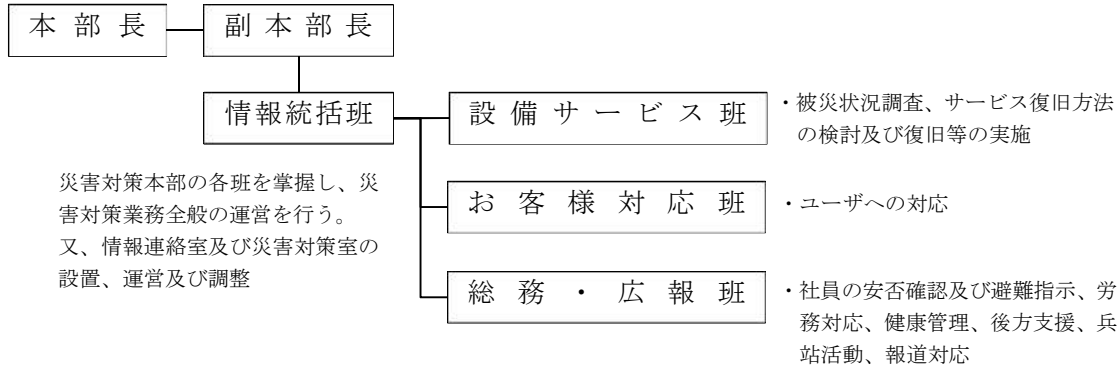 本部長
副本部長
情報統括班
災害対策本部の各班を掌握し、災
害対策業務全般の運営を行う。
又、情報連絡室及び災害対策室の
設置、運営及び調整
設備サービス班
・被災状況調査、サービス復旧方法
の検討及び復旧等の実施
お客様対応班
・ユーザへの対応
総務・広報班
・社員の安否確認及び避難指示、労
務対応、健康管理、後方支援、兵
站活動、報道対応